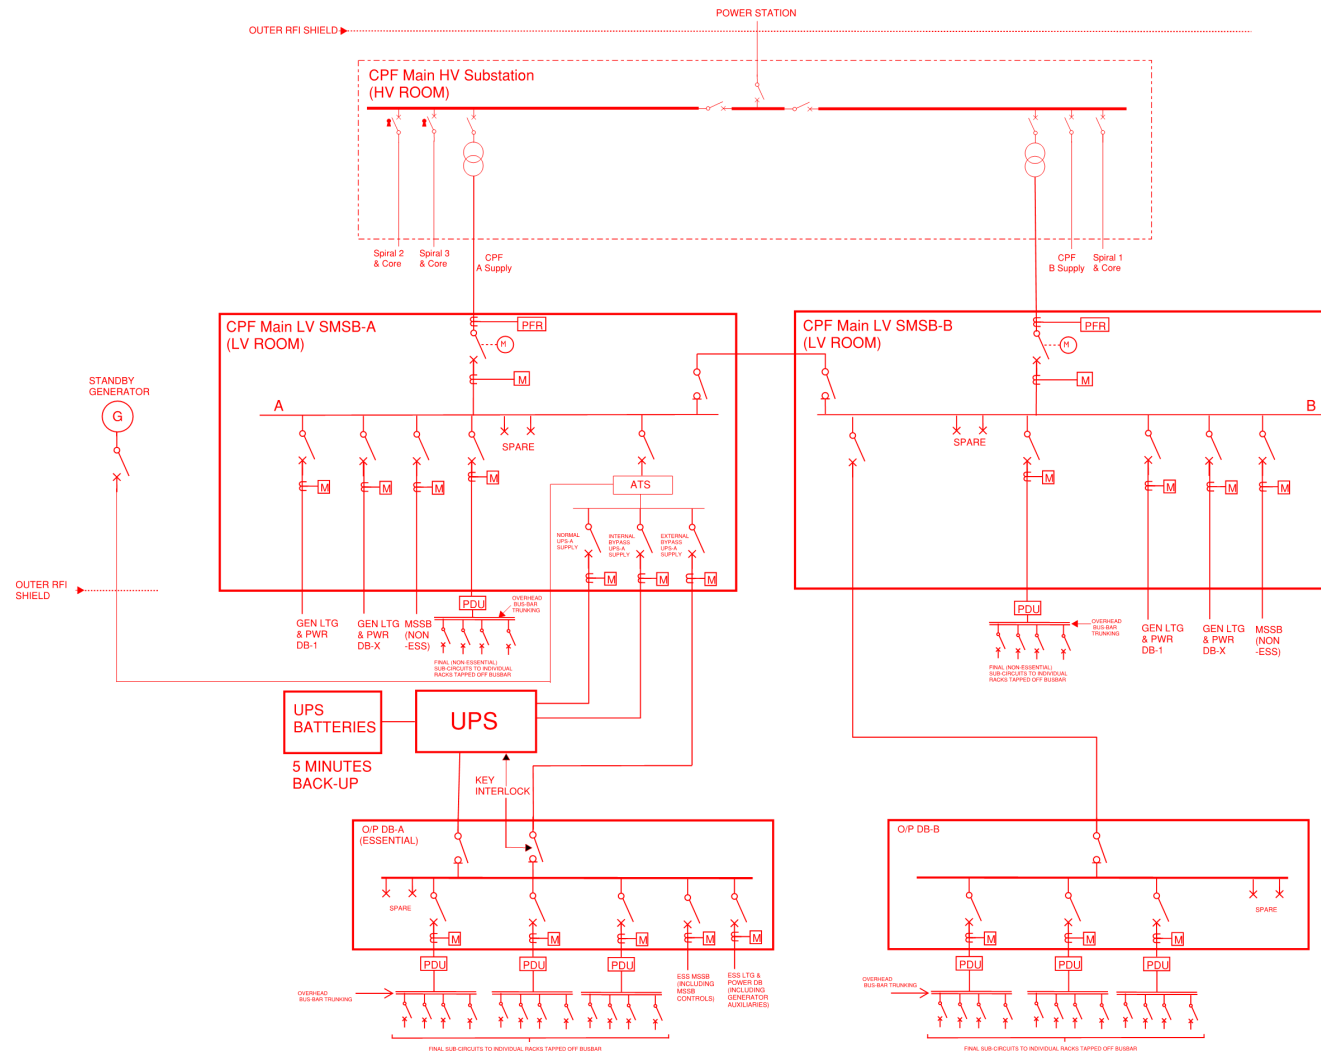 POWER STATION
OUTER RFI SHIELD
CPF Main HV Substation
(HV ROOM)
Spiral 2
& Core
Spiral 3
& Core
CPF
A Supply
CPF
B Supply
Spiral 1
& Core
CPF Main LV SMSB-A
(LV ROOM)
PFR
M
M
A
SPARE
M
M
M
M
ATS
NORMAL
UPS-A
SUPPLY
INTERNAL
BYPASS
UPS-A
SUPPLY
EXTERNAL
BYPASS
UPS-A
SUPPLY
M
M
M
CPF Main LV SMSB-B
(LV ROOM)
PFR
M
M
B
SPARE
M
M
M
M
STANDBY
GENERATOR
G
OUTER RFI
SHIELD
GEN LTG
& PWR
DB-1
GEN LTG
& PWR
DB-X
MSSB
(NON
-ESS)
PDU
OVERHEAD
BUS-BAR
TRUNKING
FINAL (NON-ESSENTIAL)
SUB-CIRCUITS TO INDIVIDUAL
RACKS TAPPED OFF BUSBAR
PDU
OVERHEAD
BUS-BAR
TRUNKING
FINAL (NON-ESSENTIAL)
SUB-CIRCUITS TO INDIVIDUAL
RACKS TAPPED OFF BUSBAR
GEN LTG
& PWR
DB-1
GEN LTG
& PWR
DB-X
MSSB
(NON
-ESS)
UPS
BATTERIES
UPS
5 MINUTES
BACK-UP
KEY
INTERLOCK
O/P DB-A
(ESSENTIAL)
SPARE
M
M
M
M
M
PDU
PDU
PDU
ESS MSSB
(INCLUDING
MSSB
CONTROLS)
ESS LTG &
POWER DB
(INCLUDING
GENERATOR
AUXILIARIES)
OVERHEAD
BUS-BAR TRUNKING
FINAL SUB-CIRCUITS TO INDIVIDUAL RACKS TAPPED OFF BUSBAR
O/P DB-B
SPARE
M
M
M
PDU
PDU
PDU
OVERHEAD
BUS-BAR TRUNKING
FINAL SUB-CIRCUITS TO INDIVIDUAL RACKS TAPPED OFF BUSBAR